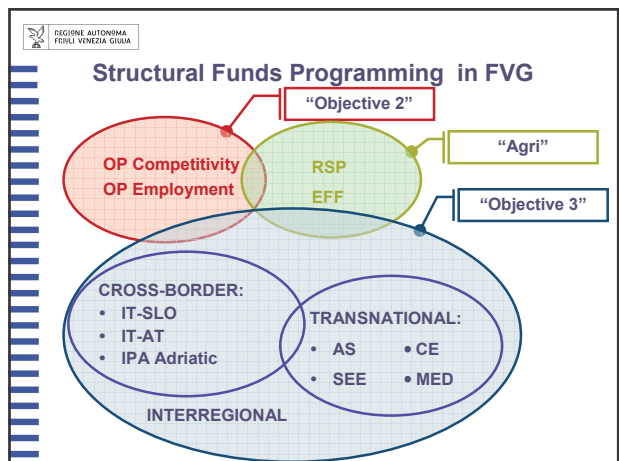 REGIONE AUTONOMA
FRIULI VENEZIA GIULIA
Structural Funds Programming in FVG
“Objective 2”
“Agri”
“Objective 3”
OP Competitivity
OP Employment
RSP
EFF
CROSS-BORDER:
• IT-SLO
• IT-AT
• IPA Adriatic
TRANSNATIONAL:
• AS • CE
• SEE • MED
INTERREGIONAL